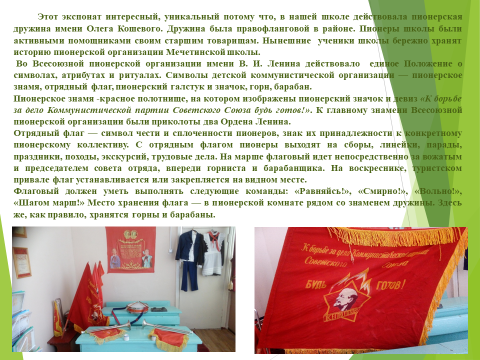 Этот экспонат интересный, уникальный потому что, в нашей школе действовала пионерская
дружина имени Олега Кошевого. Дружина была правофланговой в районе. Пионеры школы были
активными помощниками своим старшим товарищам. Нынешние ученики школы бережно хранят
историю пионерской организации Мечетинской школы.
Во Всесоюзной пионерской организации имени В. И. Ленина действовало единое Положение о
символах, атрибутах и ритуалах. Символы детской коммунистической организации — пионерское
знамя, отрядный флаг, пионерский галстук и значок, горн, барабан.
Пионерское знамя -красное полотнище, на котором изображены пионерский значок и девиз «К борьбе
за дело Коммунистической партии Советского Союза будь готов!». К главному знамени Всесоюзной
пионерской организации были приколоты два Ордена Ленина.
Отрядный флаг — символ чести и сплоченности пионеров, знак их принадлежности к конкретному
пионерскому коллективу. С отрядным флагом пионеры выходят на сборы, линейки, парады,
праздники, походы, экскурсий, трудовые дела. На марше флаговый идет непосредственно за вожатым
и председателем совета отряда, впереди горниста и барабанщика. На воскреснике, туристском
привале флаг устанавливается или закрепляется на видном месте.
Флаговый должен уметь выполнять следующие команды: «Равняйсь!», «Смирно!», «Вольно!»,
«Шагом марш!» Место хранения флага — в пионерской комнате рядом со знаменем дружины. Здесь
же, как правило, хранятся горны и барабаны.
К борьбе за дело Коммунистической
Советского
БУДЬ ГОТОВ!